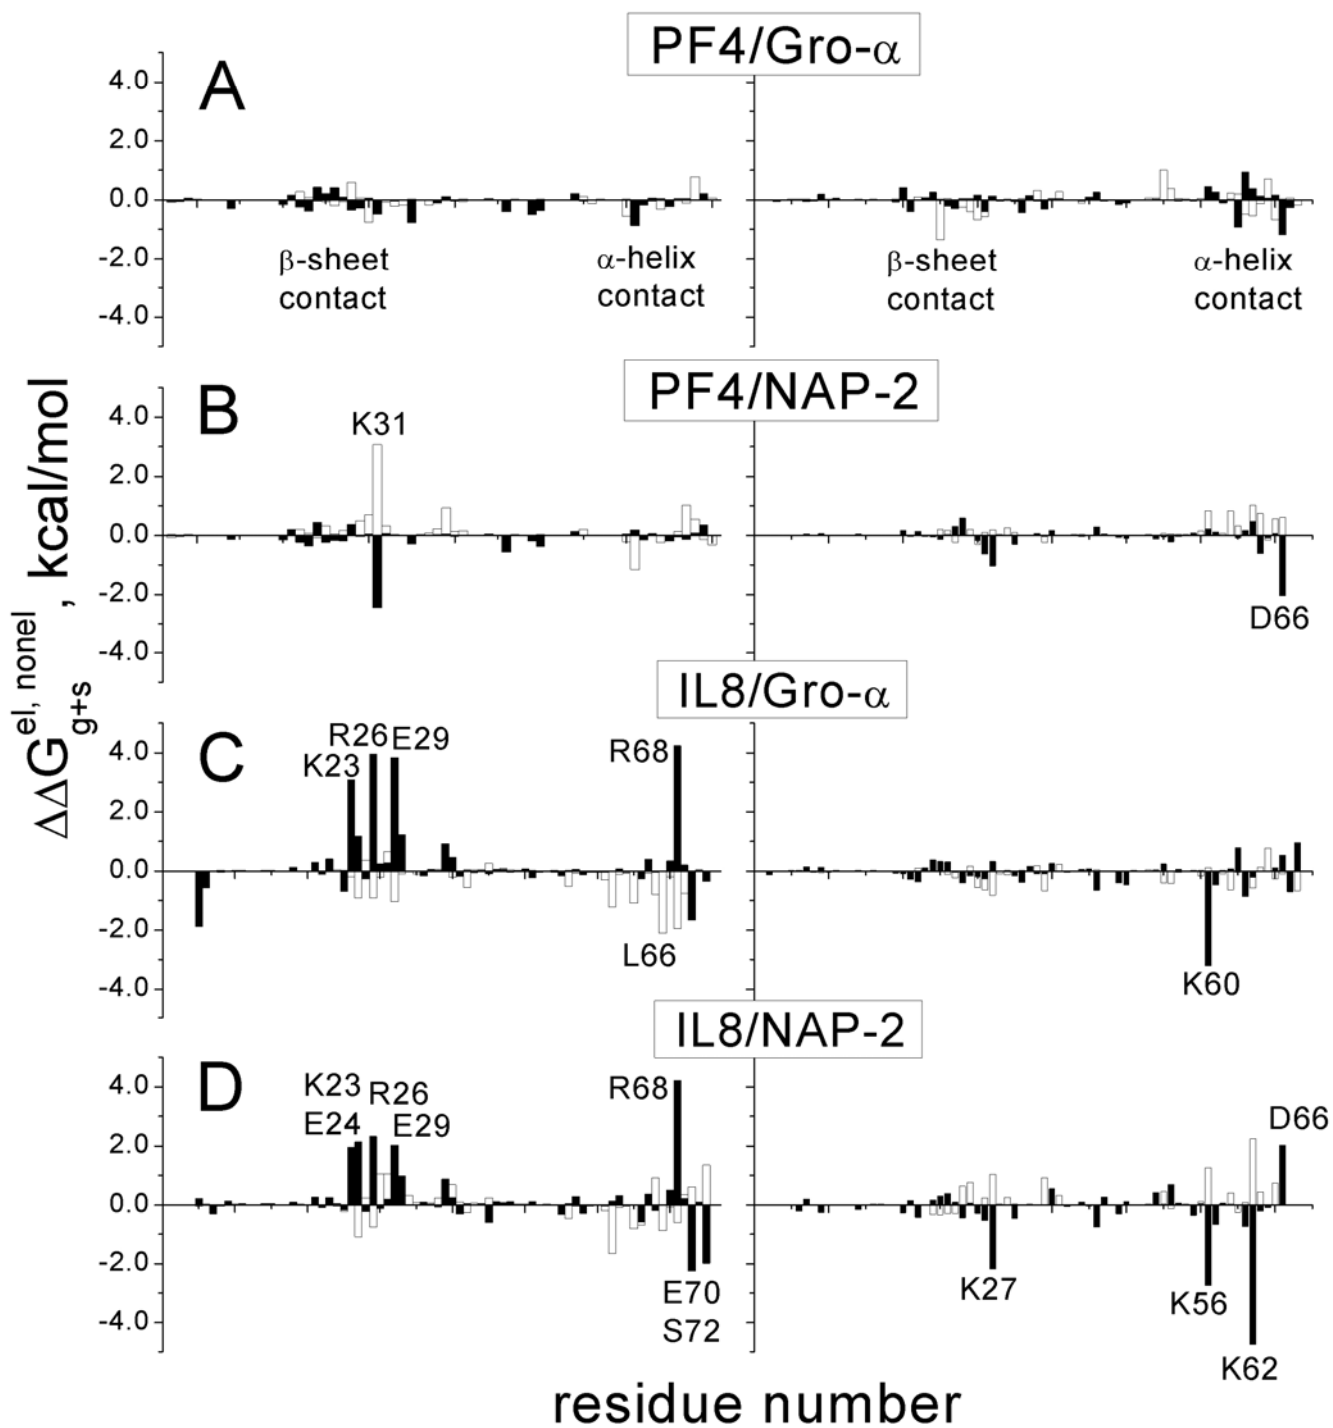 PF4/Gro-α
A
4.0
2.0
0.0
-2.0
-4.0
β-sheet
contact
α-helix
contact
β-sheet
contact
α-helix
contact
PF4/NAP-2
B
4.0
2.0
0.0
-2.0
-4.0
K31
D66
ΔΔG el, nonel g+s , kcal/mol
IL8/Gro-α
C
4.0
2.0
0.0
-2.0
-4.0
R26 E29
K23
R68
L66
K60
IL8/NAP-2
D
4.0
2.0
0.0
-2.0
-4.0
K23 R26
E24 E29
R68
D66
E70
S72
K27
K56
K62
residue number